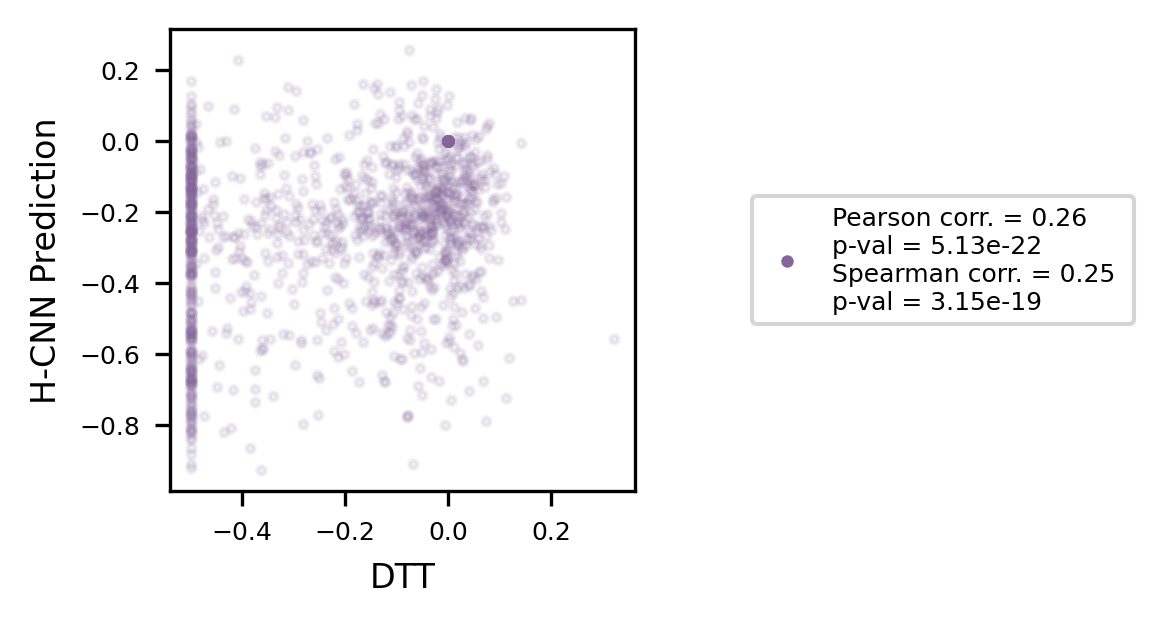 H-CNN Prediction
0.2
0.0
−0.2
−0.4
−0.6
−0.8
−0.4
−0.2
0.0
0.2
DTT
Pearson corr. = 0.26
p-val = 5.13e-22
Spearman corr. = 0.25
p-val = 3.15e-19